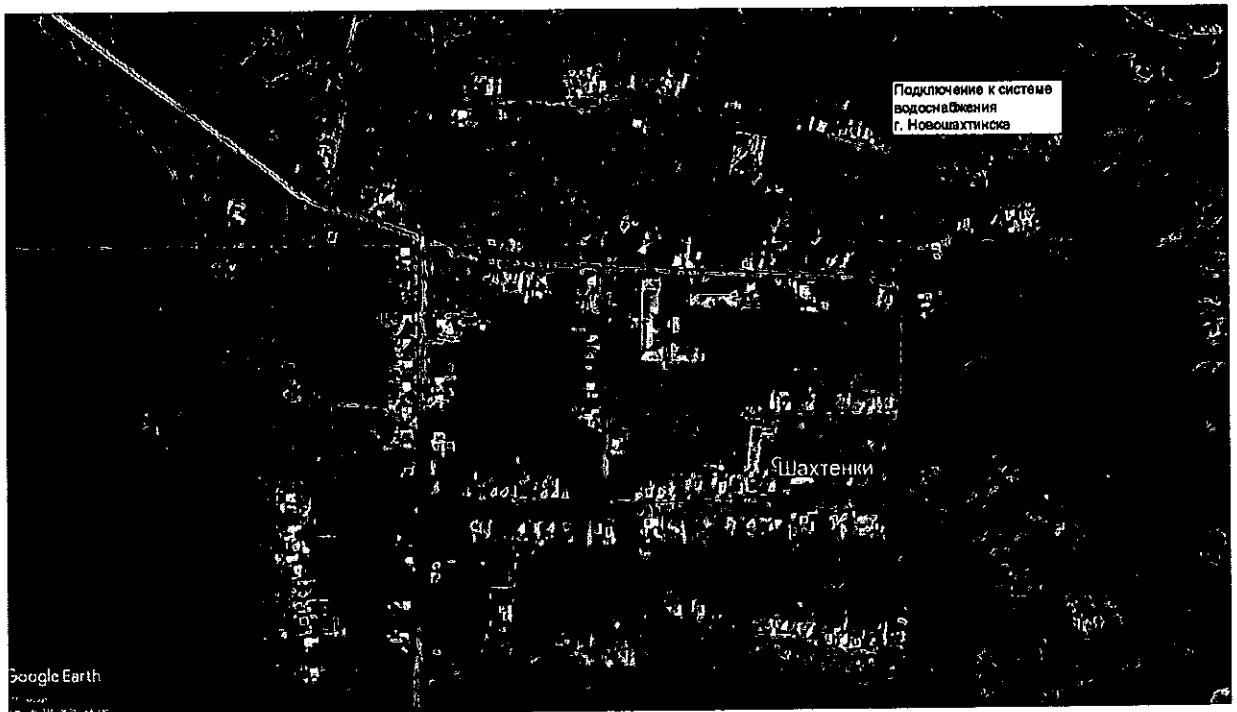 Подключение к системе
водоснабжения
г. Новошахтинска
Шахтенки
Google Earth